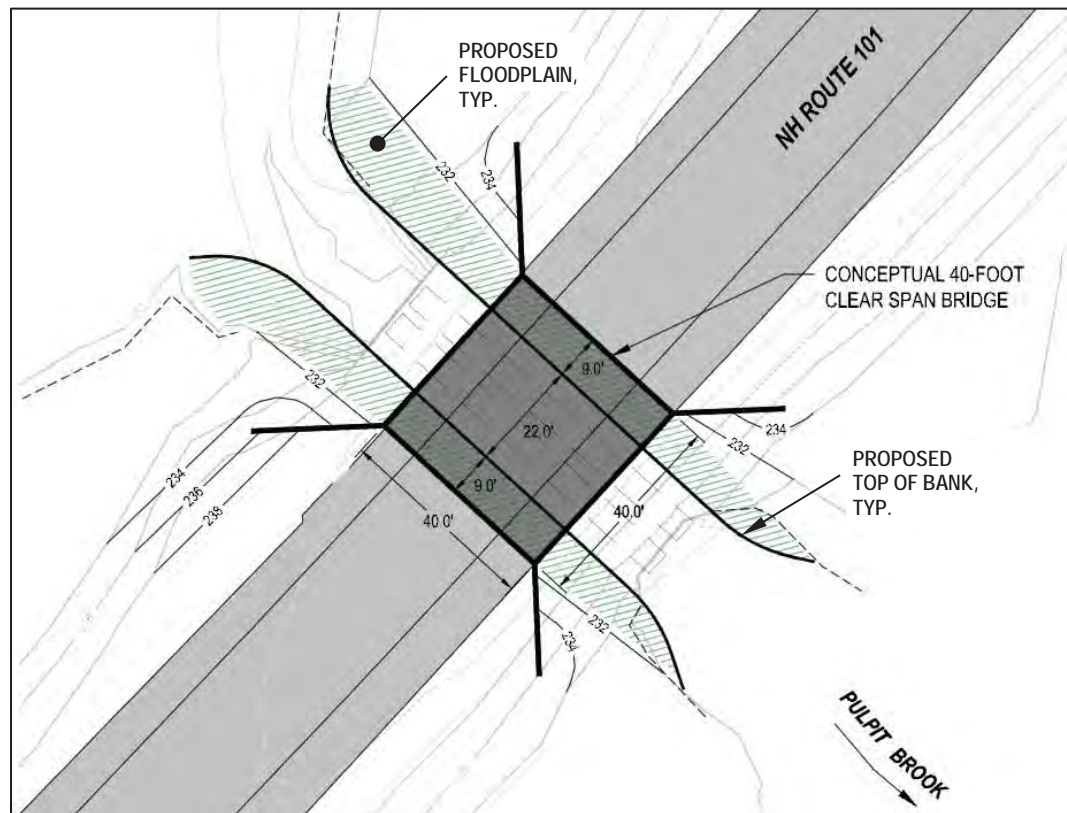 PROPOSED
FLOODPLAIN,
TYP.
NH ROUTE 101
232
234
CONCEPTUAL 40-FOOT
CLEAR SPAN BRIDGE
9.0'
232
22.0'
234
232
234
236
238
9.0'
40.0'
40.0'
PROPOSED
TOP OF BANK,
TYP.
232
234
PULPIT BROOK